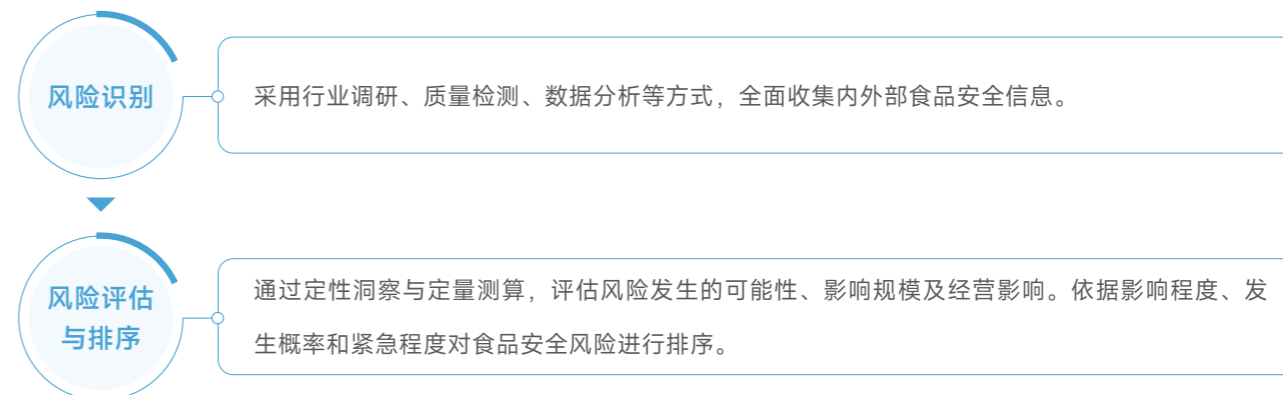 风险识别
采用行业调研、质量检测、数据分析等方式，全面收集内外部食品安全信息。
风险评估
与排序
通过定性洞察与定量测算，评估风险发生的可能性、影响规模及经营影响。依据影响程度、发
生概率和紧急程度对食品安全风险进行排序。